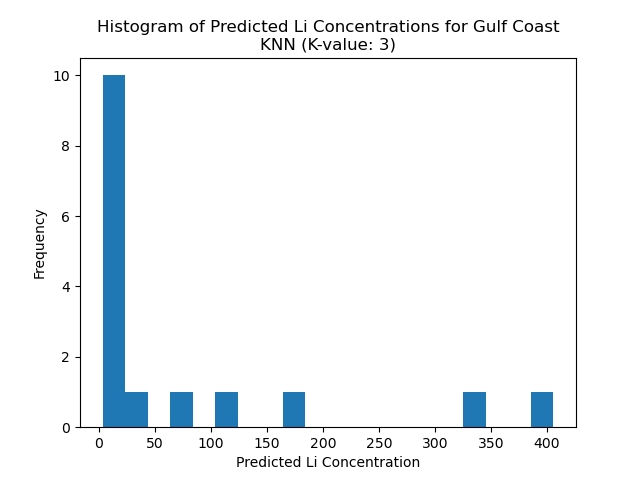 Histogram of Predicted Li Concentrations for Gulf Coast
KNN (K-value: 3)
10
8
6
4
2
0
Frequency
0 50 100 150 200 250 300 350 400
Predicted Li Concentration